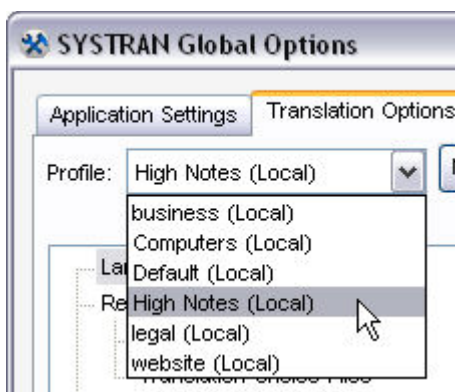 SYSTRAN Global Options
Application Settings Translation Options
Profile: High Notes (Local)
business (Local)
Computers (Local)
Default (Local)
High Notes (Local)
legal (Local)
website (Local)